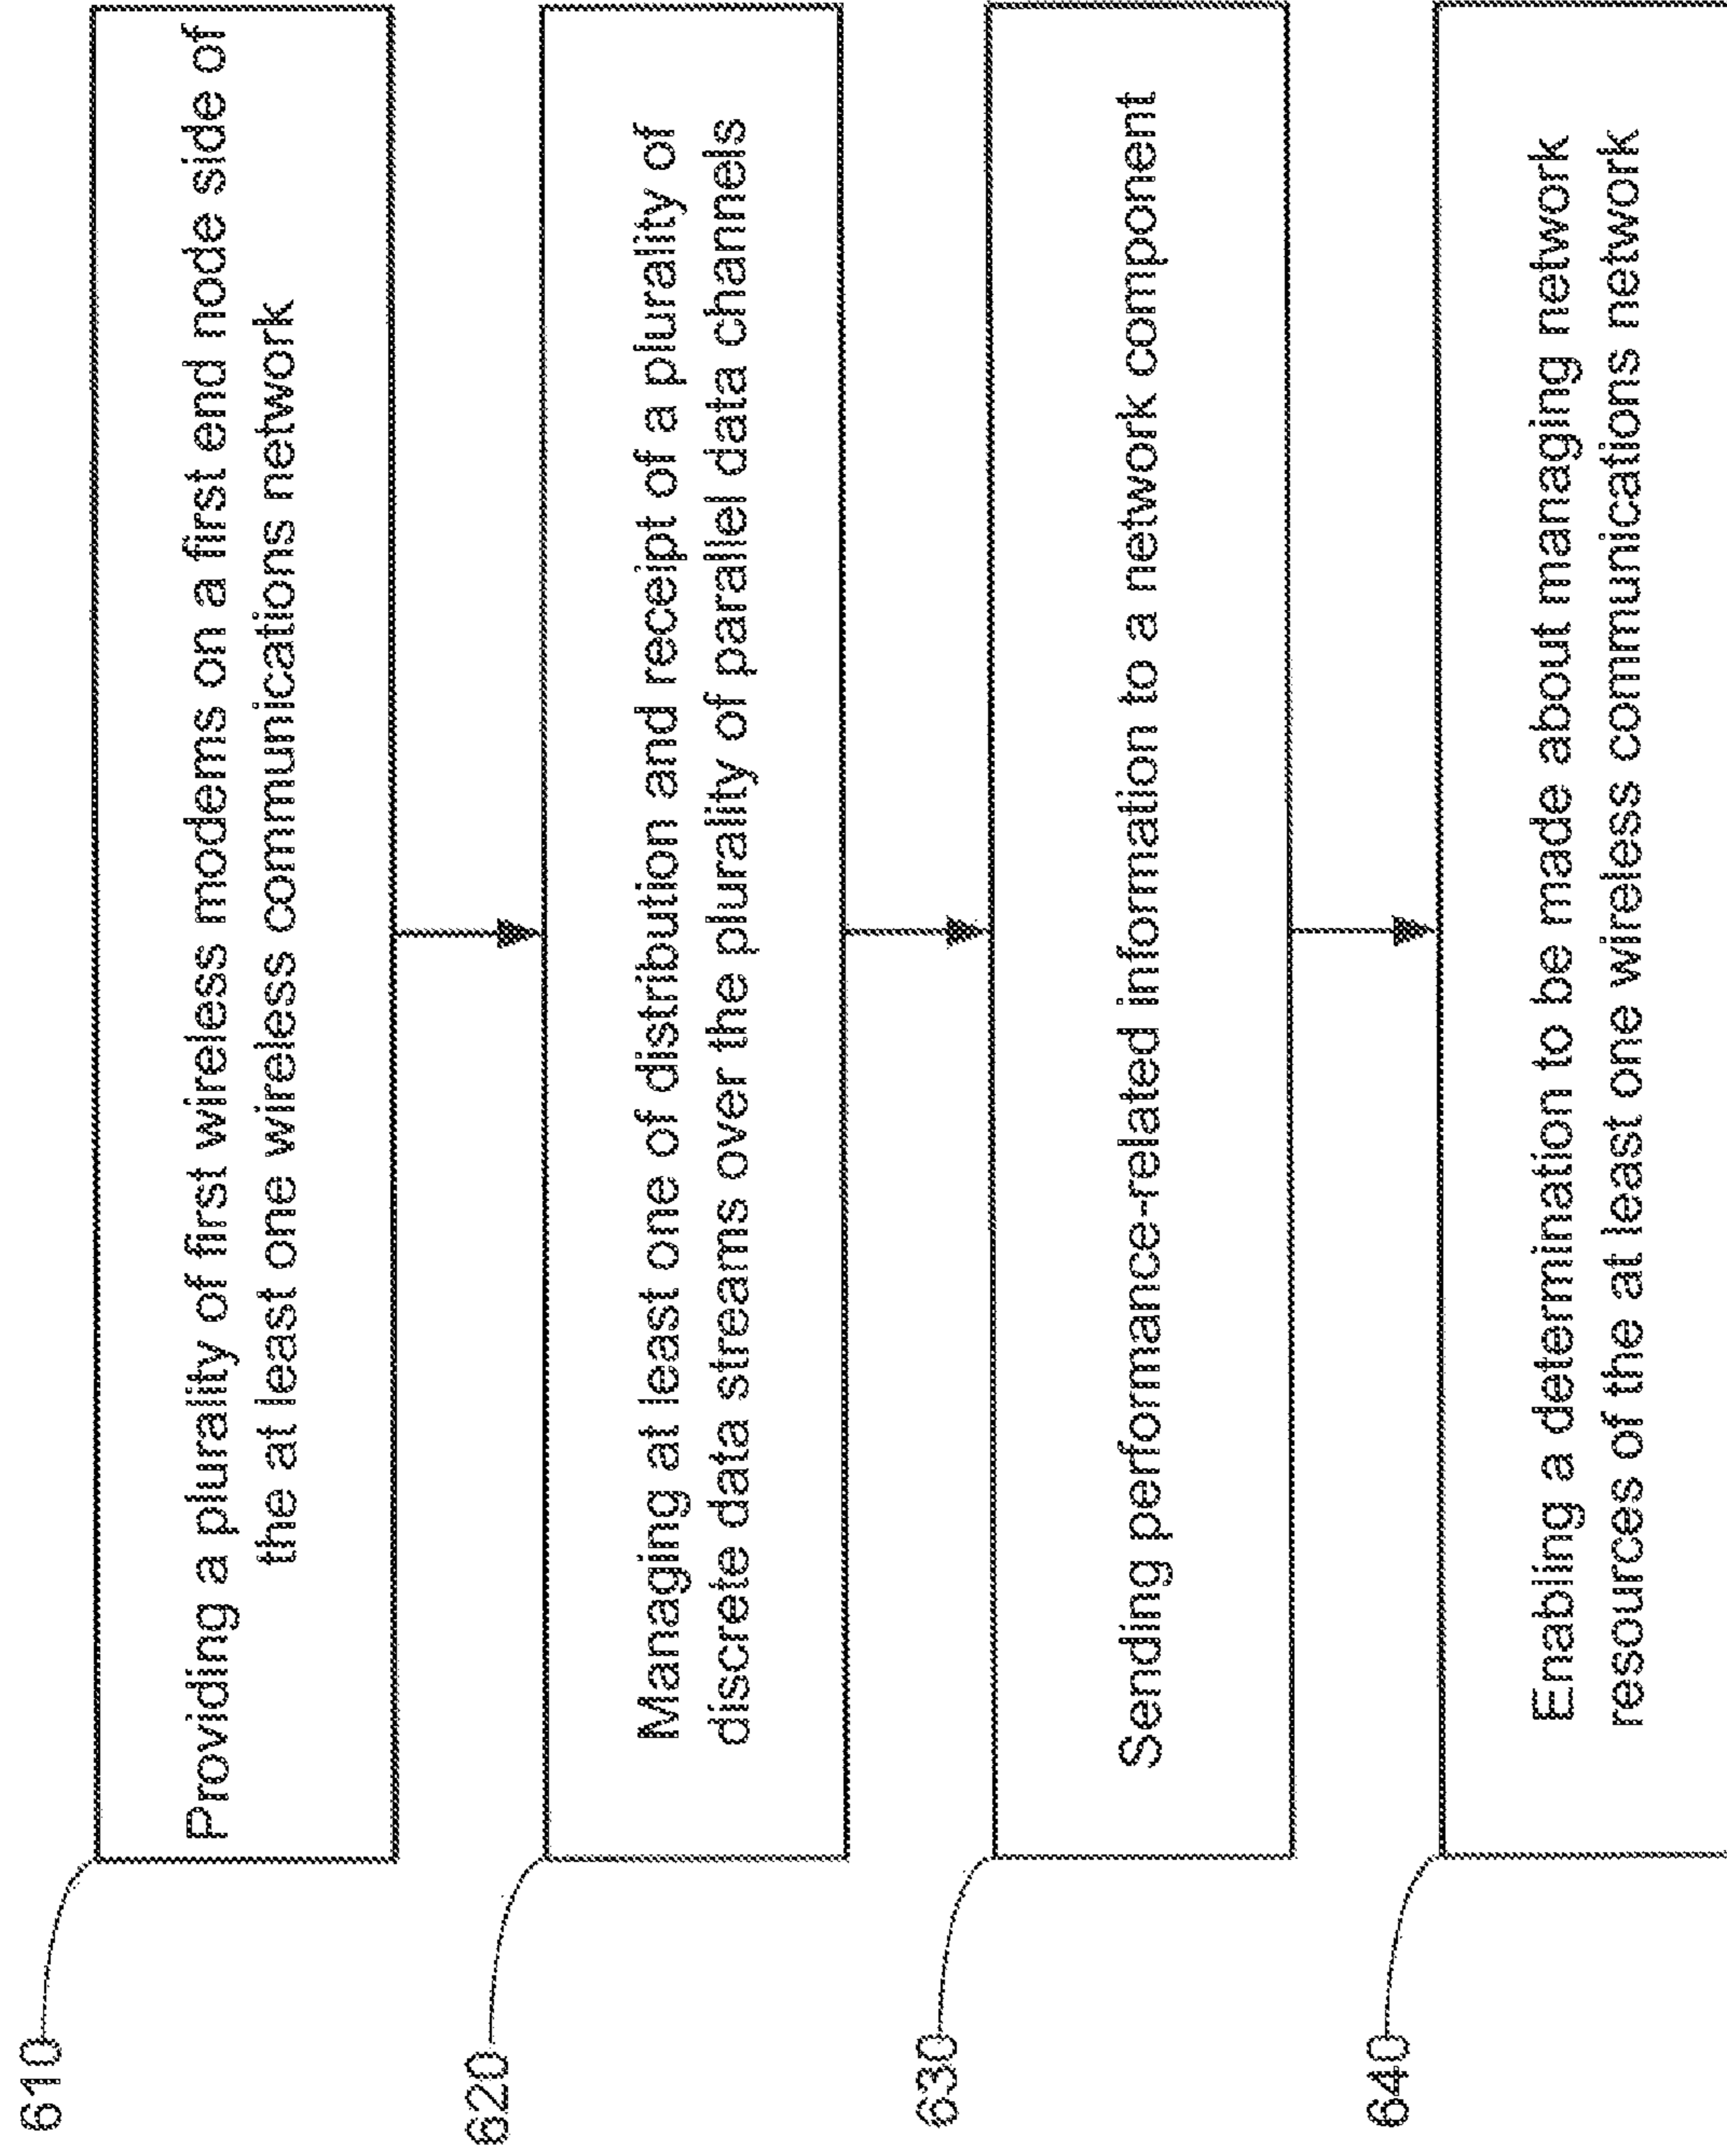 610
Providing a plurality of first wireless modems on a first end node side of
the at least one wireless communications network
620
Managing at least one of distribution and receipt of a plurality of
discrete data streams over the plurality of parallel data channels
630
Sending performance-related information to a network component
640
Enabling a determination to be made about managing network
resources of the at least one wireless communications network